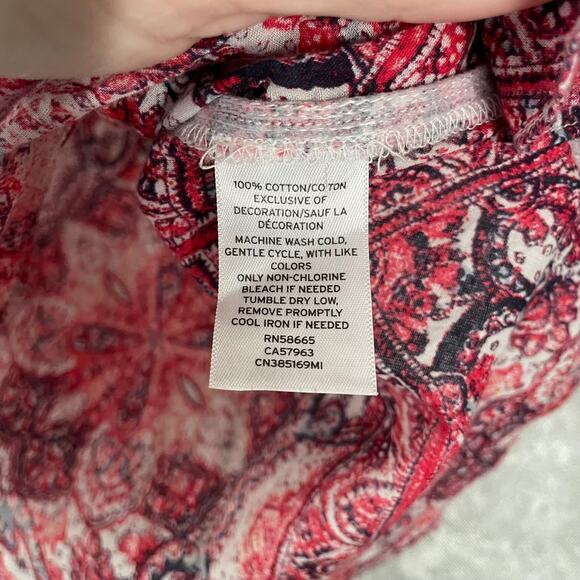 100% COTTON/COTON
EXCLUSIVE OF
DECORATION/SAUF LA
DÉCORATION
MACHINE WASH COLD,
GENTLE CYCLE, WITH LIKE
COLORS
ONLY NON-CHLORINE
BLEACH IF NEEDED
TUMBLE DRY LOW,
REMOVE PROMPTLY
COOL IRON IF NEEDED
RN58665
CA57963
CN385169MI